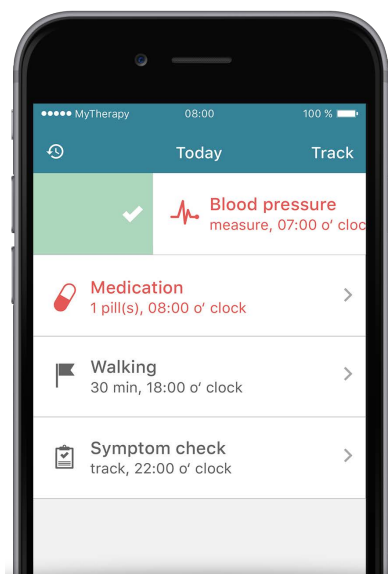 MyTherapy 08:00 100 %
Today Track
Blood pressure
measure, 07:00 o‘ cloc
Medication
1 pill(s), 08:00 o‘ clock
Walking
30 min, 18:00 o‘ clock
Symptom check
track, 22:00 o‘ clock